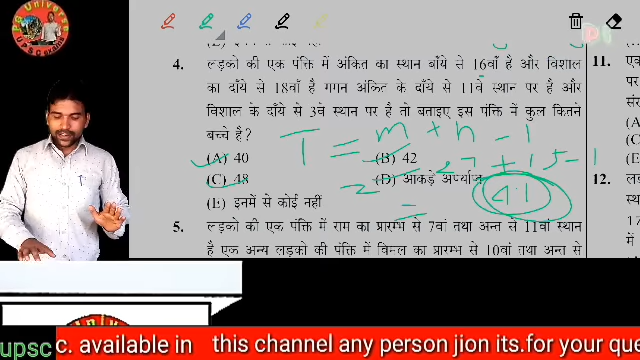 4. लड़को की एक पंक्ति में अंकित का स्थान बाँये से 16वाँ है और विशाल
का दाँये से 18वाँ है गगन अंकित के दाँये से 11वे स्थान पर है और
विशाल के दाँये से 3वे स्थान पर है तो बताइए इस पंक्ति में कुल कितने
बच्चे है?
T = m + n - 1
(A) 40 (B) 42
27 + 15 - 1
(C) 48 (D) आकड़े अर्प्याप्त
41
(E) इनमें से कोई नहीं
5. लड़को की एक पंक्ति में राम का प्रारम्भ से 7वां तथा अन्त से 11वां स्थान
है एक अन्य लड़को की पंक्ति में विमल का प्रारम्भ से 10वां तथा अन्त से
11.
12.
upsc c. available in this channel any person jion its.for your que